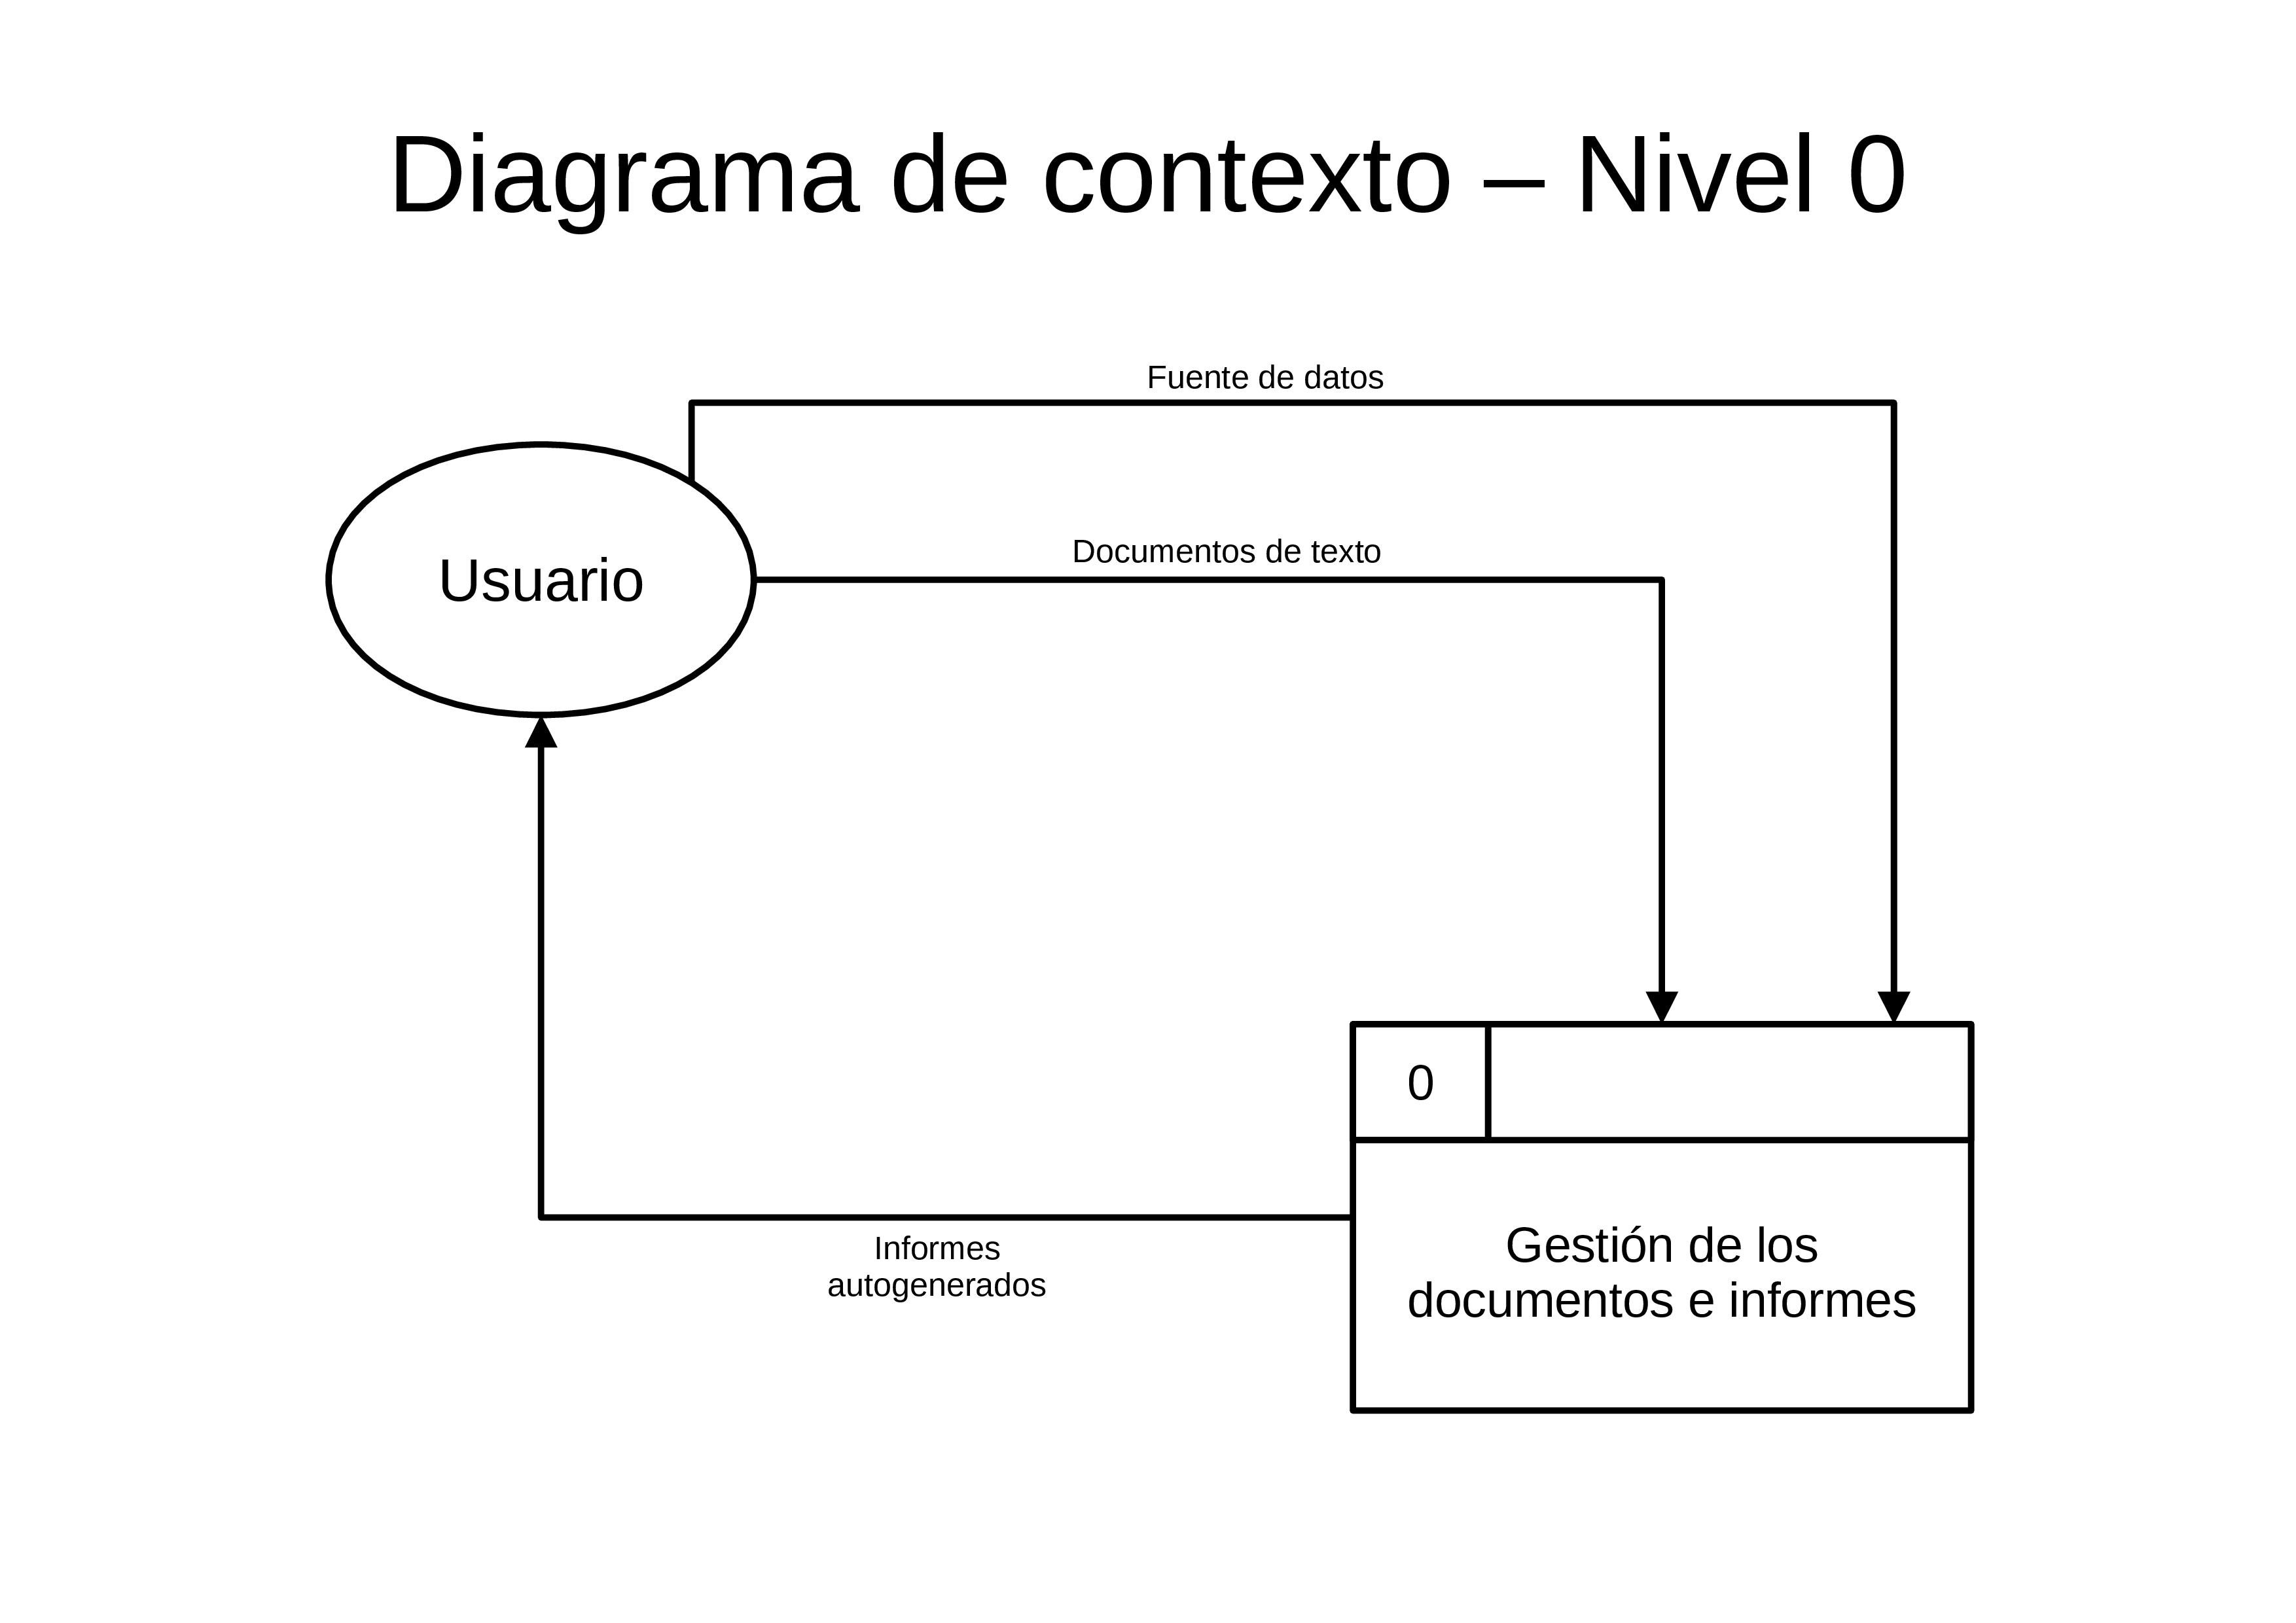 Diagrama de contexto – Nivel 0
Fuente de datos
Documentos de texto
Usuario
0
Gestión de los
documentos e informes
Informes
autogenerados